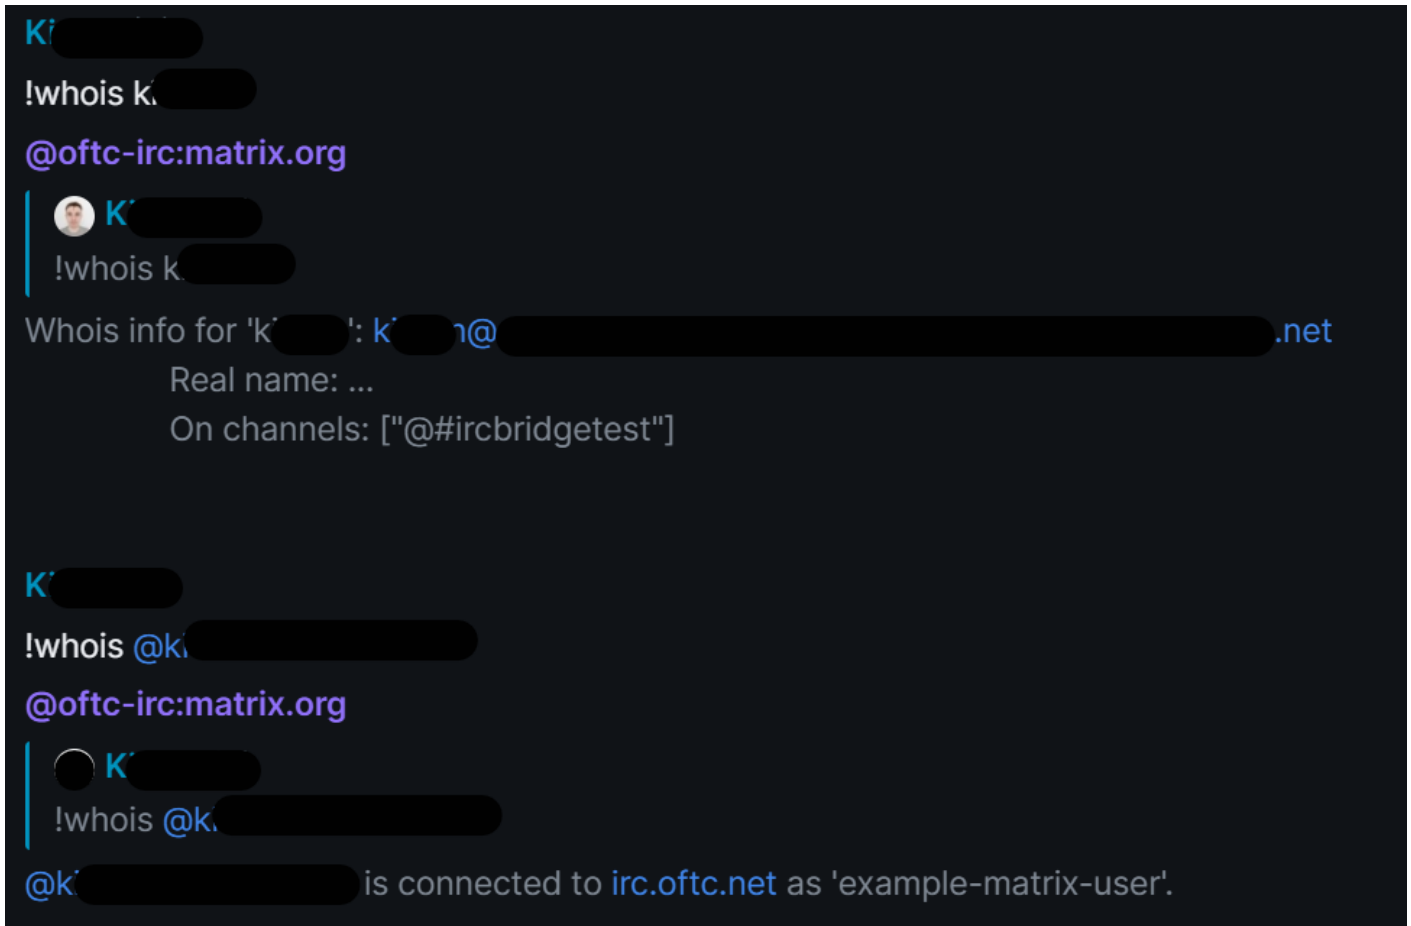 Ki
!whois k
@oftc-irc:matrix.org
K
!whois k
Whois info for 'k ': k n@ .net
Real name: ...
On channels: ["@#ircbridgetest"]
K
!whois @k
@oftc-irc:matrix.org
K
!whois @k
@k is connected to irc.oftc.net as 'example-matrix-user'.